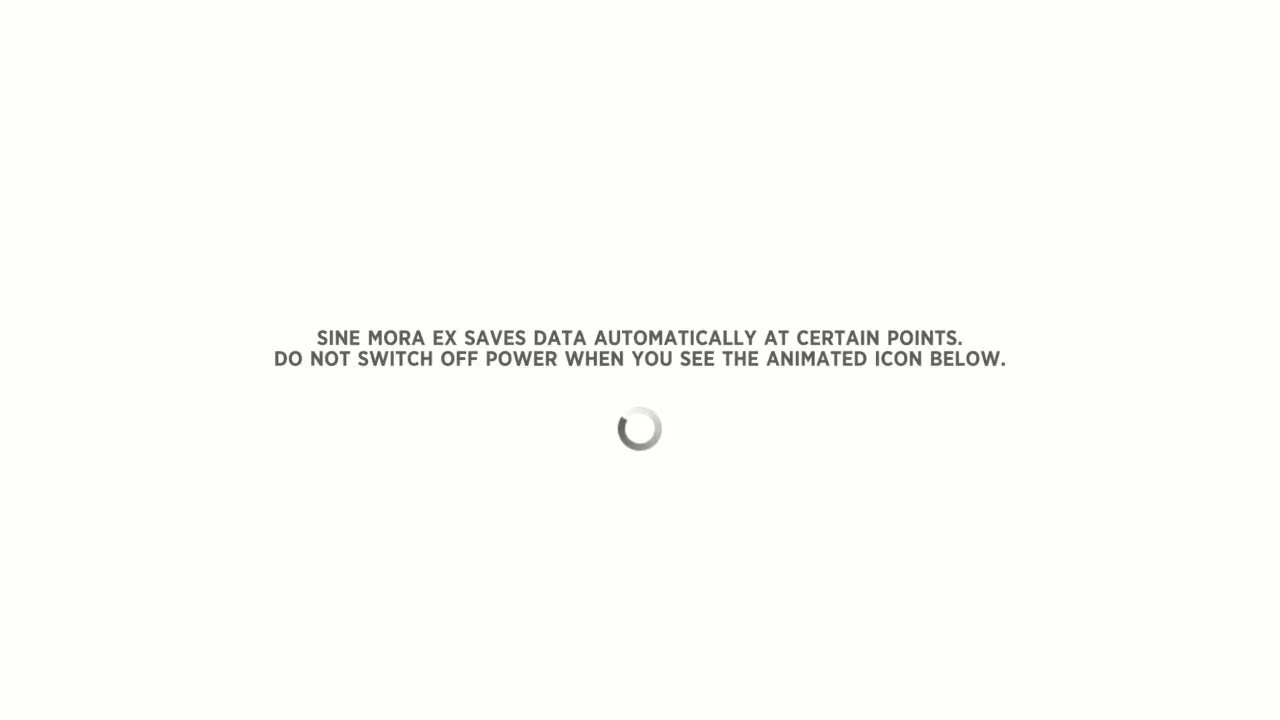 SINE MORA EX SAVES DATA AUTOMATICALLY AT CERTAIN POINTS.
DO NOT SWITCH OFF POWER WHEN YOU SEE THE ANIMATED ICON BELOW.